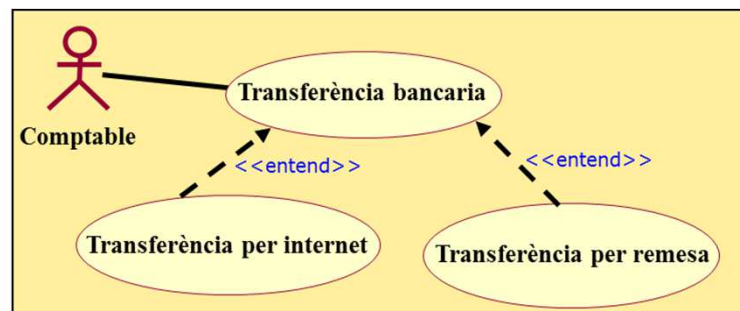 Transferència bancaria
Comptable
<<entend>>
<<entend>>
Transferència per internet
Transferència per remesa